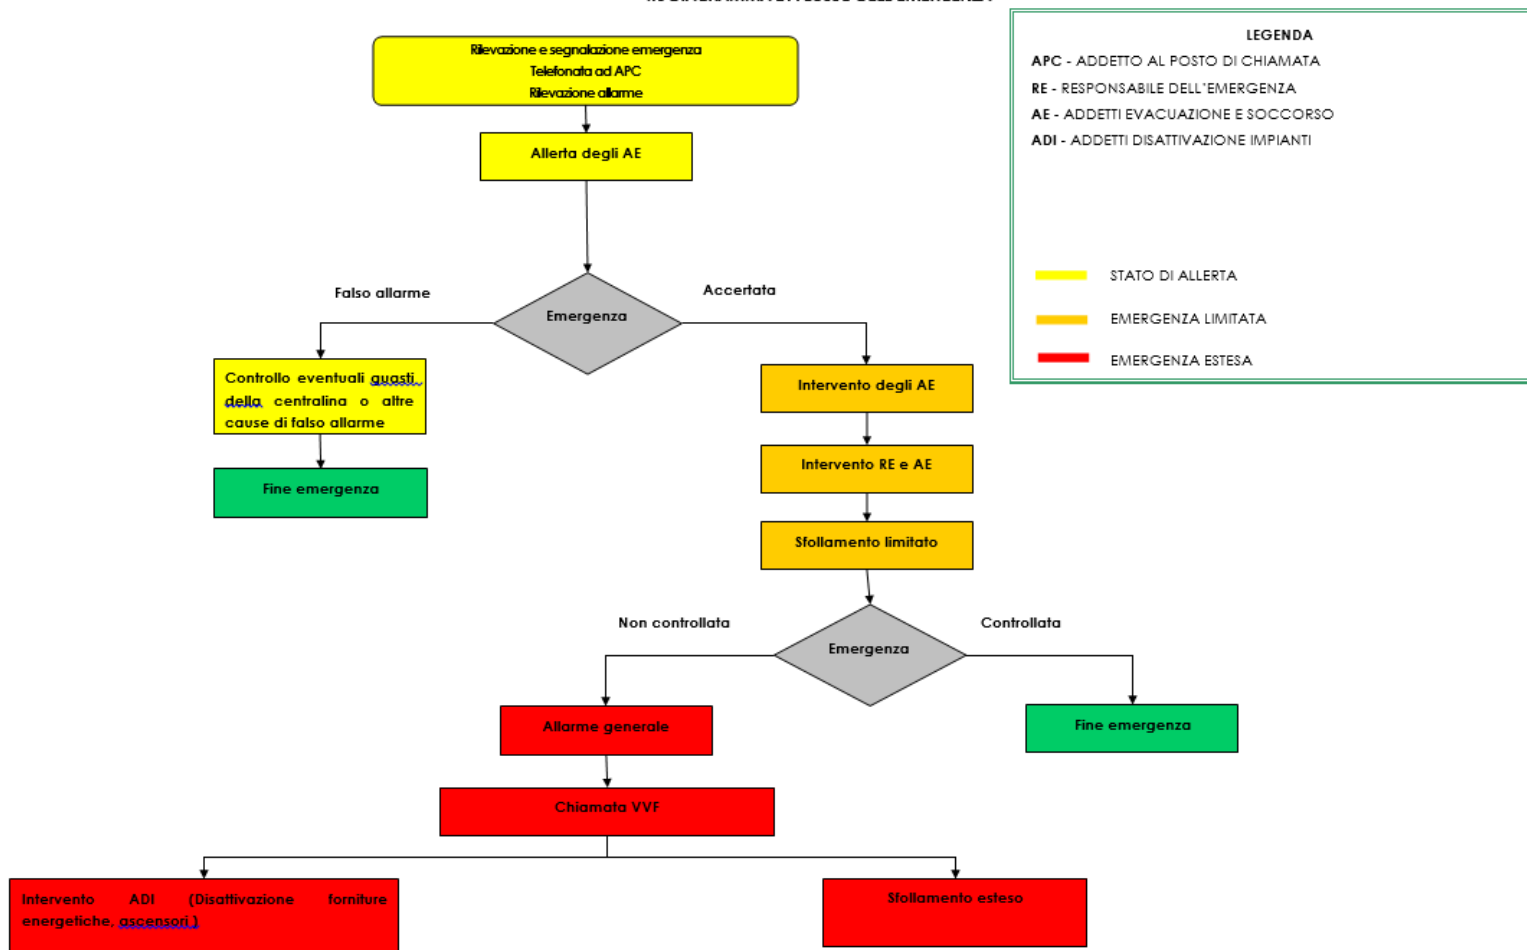 Rilevazione e segnalazione emergenza
Telefonata ad APC
Rilevazione allarme
Allerta degli AE
Falso allarme
Emergenza
Accertata
Controllo eventuali guasti
della centralina o altre
cause di falso allarme
Fine emergenza
Intervento degli AE
Intervento RE e AE
Sfollamento limitato
Non controllata
Emergenza
Controllata
Allarme generale
Fine emergenza
Chiamata VVF
Intervento ADI (Disattivazione forniture
energetiche, ascensori )
Sfollamento esteso
LEGENDA
APC - ADDETTO AL POSTO DI CHIAMATA
RE - RESPONSABILE DELL'EMERGENZA
AE - ADDETTI EVACUAZIONE E SOCCORSO
ADI - ADDETTI DISATTIVAZIONE IMPIANTI
STATO DI ALLERTA
EMERGENZA LIMITATA
EMERGENZA ESTESA